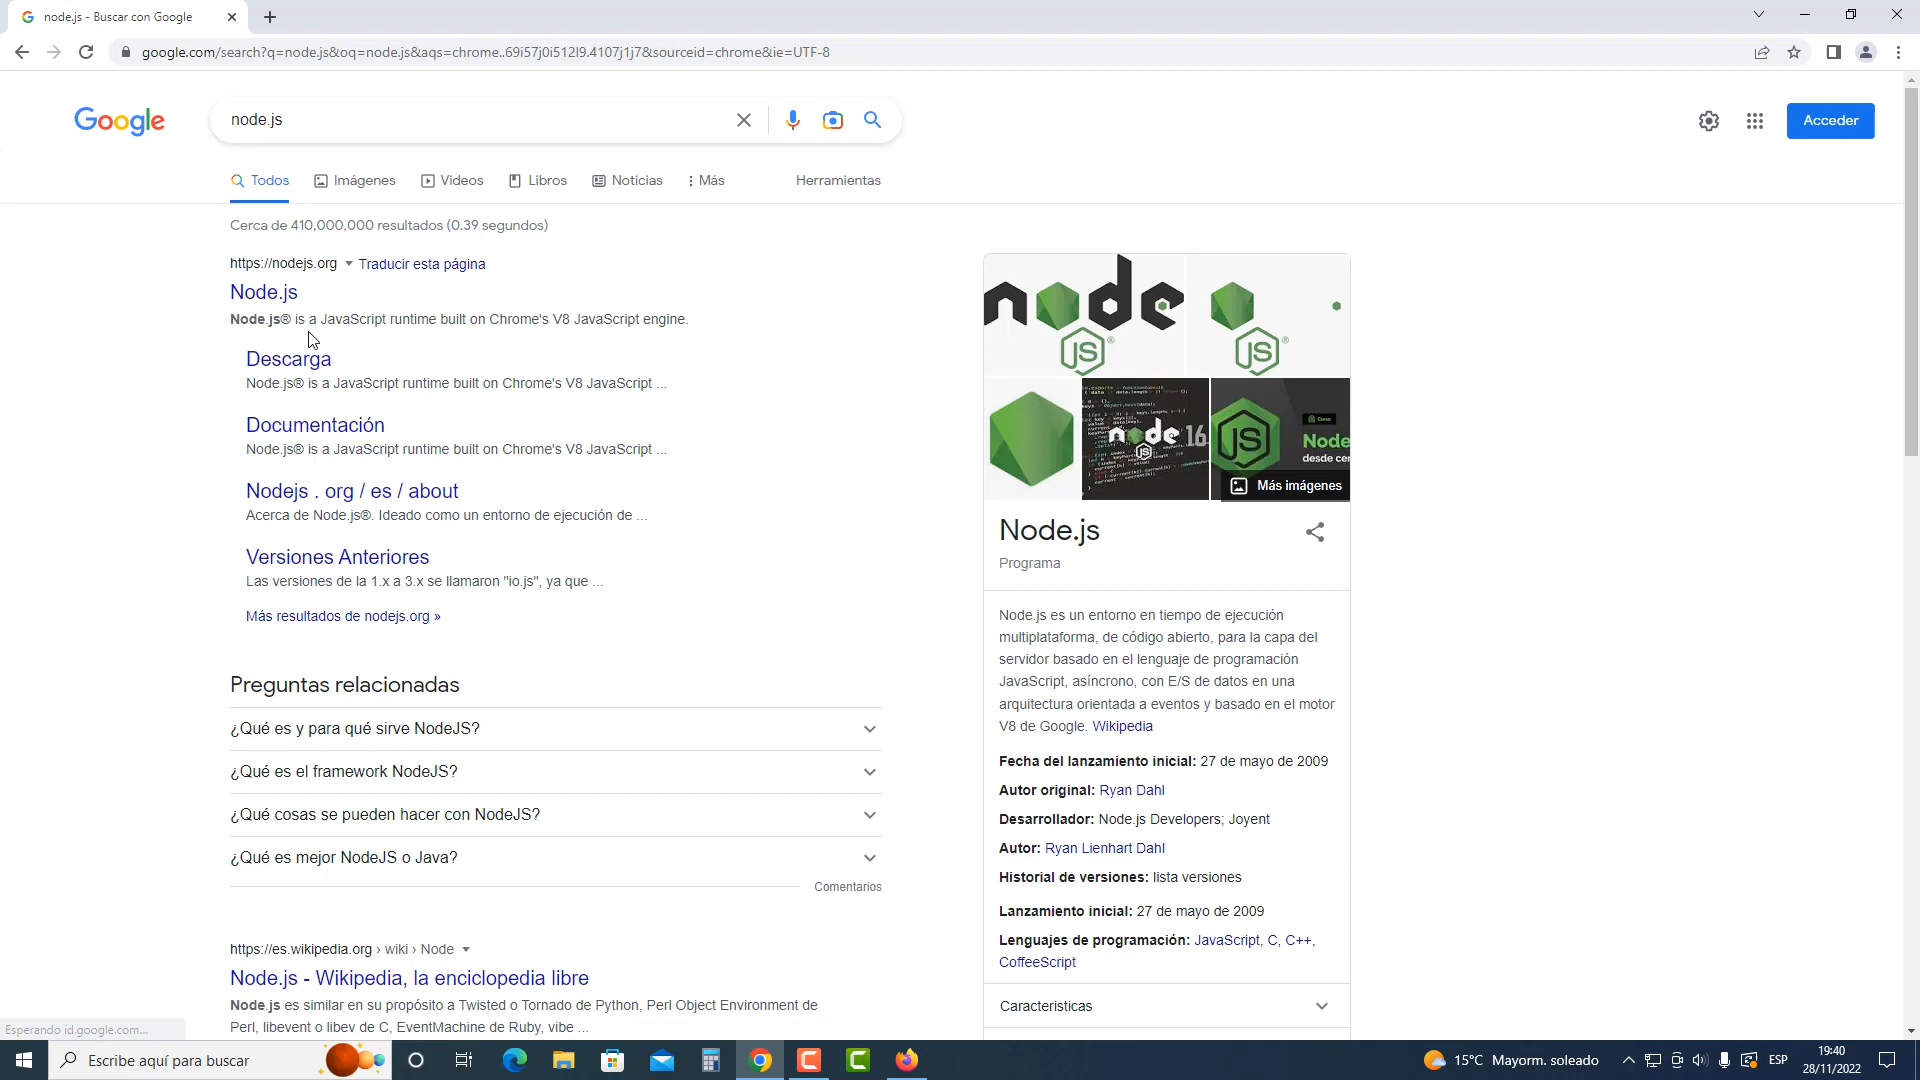 node.js - Buscar con Google
google.com/search?q=node.js&oq=node.js&aqs=chrome..69i57j0i512l9.4107j1j7&sourceid=chrome&ie=UTF-8
Google
node.js
Acceder
Todos
Imágenes
Videos
Libros
Noticias
Más
Herramientas
Cerca de 410,000,000 resultados (0.39 segundos)
https://nodejs.org
Traducir esta página
Node.js
Node.js® is a JavaScript runtime built on Chrome's V8 JavaScript engine.
Descarga
Node.js® is a JavaScript runtime built on Chrome's V8 JavaScript ...
Documentación
Node.js® is a JavaScript runtime built on Chrome's V8 JavaScript ...
Nodejs . org / es / about
Acerca de Node.js®. Ideado como un entorno de ejecución de ...
Versiones Anteriores
Las versiones de la 1.x a 3.x se llamaron "io.js", ya que ...
Más resultados de nodejs.org »
Preguntas relacionadas
¿Qué es y para qué sirve NodeJS?
¿Qué es el framework NodeJS?
¿Qué cosas se pueden hacer con NodeJS?
¿Qué es mejor NodeJS o Java?
Comentarios
https://es.wikipedia.org › wiki › Node
Node.js - Wikipedia, la enciclopedia libre
Node.js es similar en su propósito a Twisted o Tornado de Python, Perl Object Environment de
Perl, libevent o libev de C, EventMachine de Ruby, vibe ...
node
JS
JS
node 16
JS
Curso
Node
desde cer
Más imágenes
Node.js
Programa
Node.js es un entorno en tiempo de ejecución
multiplataforma, de código abierto, para la capa del
servidor basado en el lenguaje de programación
JavaScript, asíncrono, con E/S de datos en una
arquitectura orientada a eventos y basado en el motor
V8 de Google. Wikipedia
Fecha del lanzamiento inicial: 27 de mayo de 2009
Autor original: Ryan Dahl
Desarrollador: Node.js Developers; Joyent
Autor: Ryan Lienhart Dahl
Historial de versiones: lista versiones
Lanzamiento inicial: 27 de mayo de 2009
Lenguajes de programación: JavaScript, C, C++,
CoffeeScript
Caracteristicas
Esperando id.google.com...
Escribe aquí para buscar
15°C Mayorm. soleado
ESP
19:40
28/11/2022